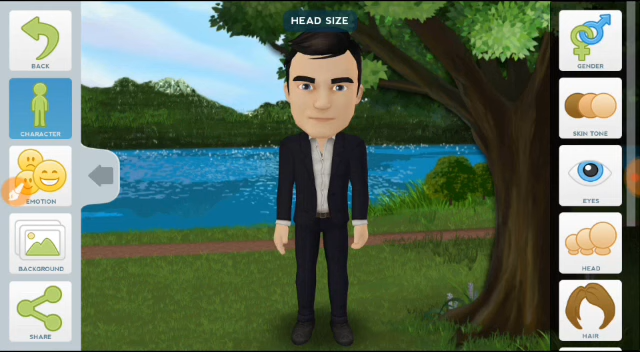 HEAD SIZE
BACK
CHARACTER
EMOTION
BACKGROUND
SHARE
GENDER
SKIN TONE
EYES
HEAD
HAIR